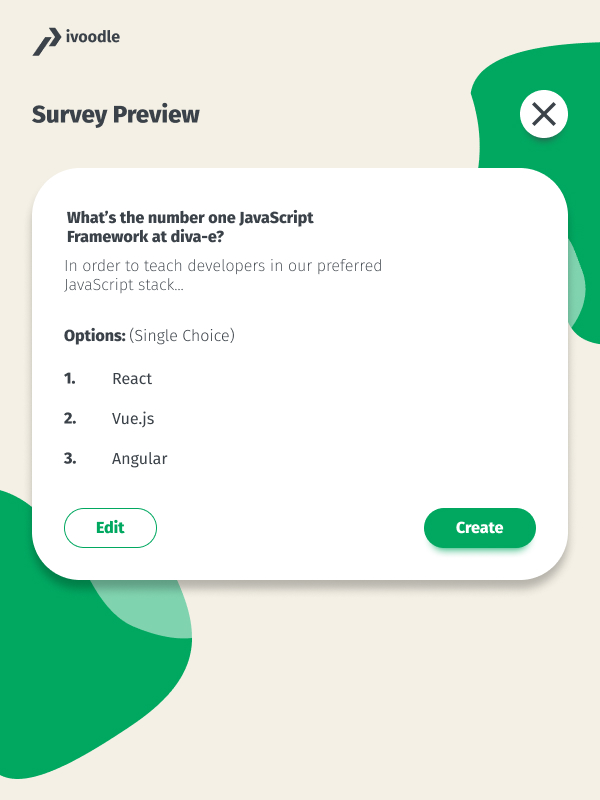 ivoodle
Survey Preview
What’s the number one JavaScript
Framework at diva-e?
In order to teach developers in our preferred
JavaScript stack...
Options: (Single Choice)
1. React
2. Vue.js
3. Angular
Edit
Create